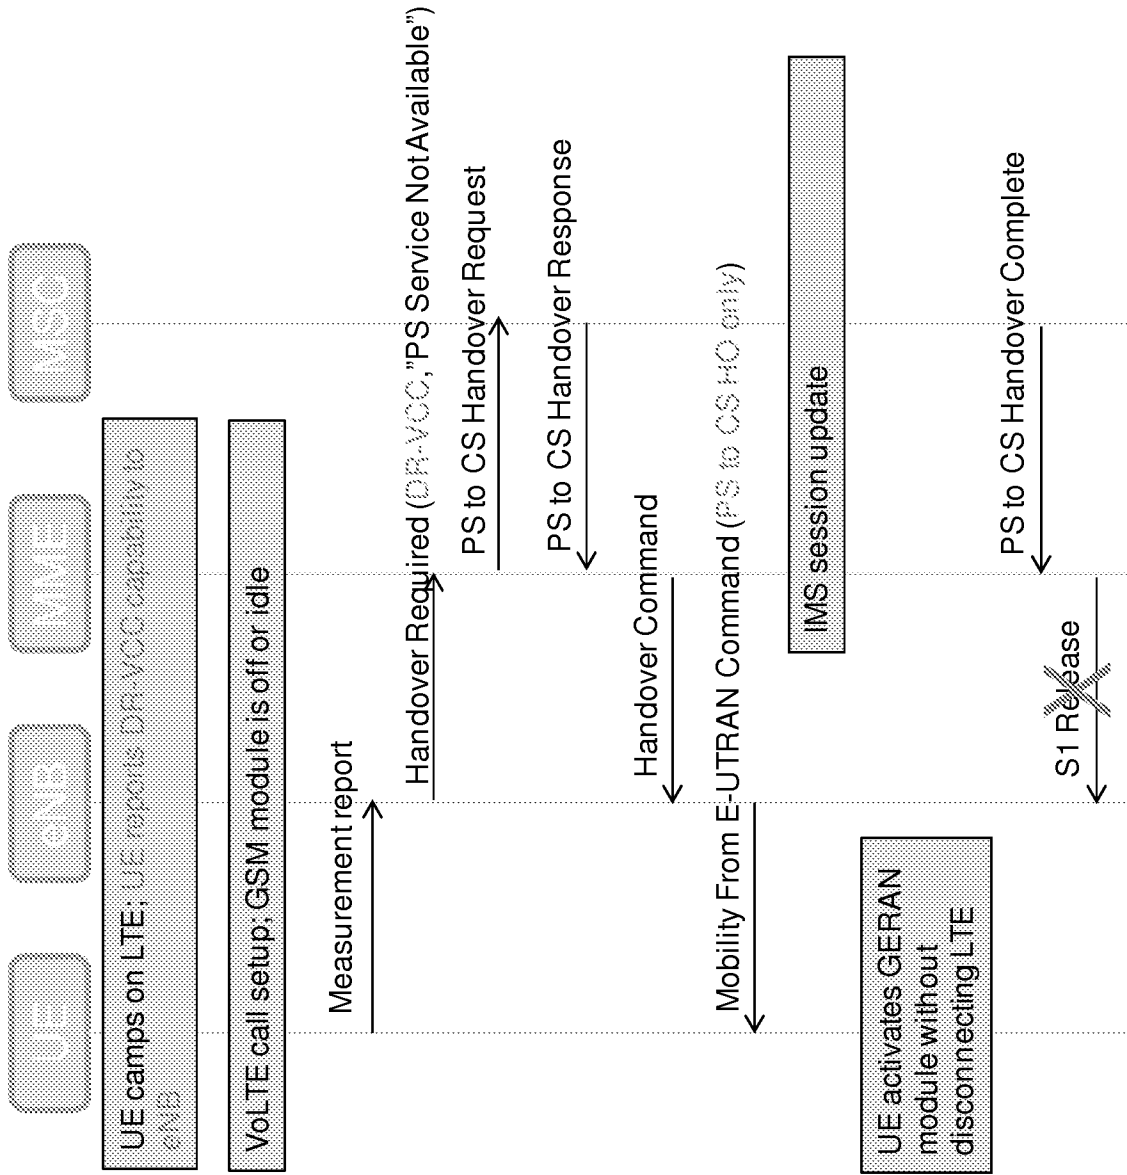 UE
eNB
MME
MSC
UE camps on LTE; UE reports DR-VCC capability to
eNB
VoLTE call setup; GSM module is off or idle
Measurement report
Handover Required (DR-VCC,"PS Service Not Available")
PS to CS Handover Request
PS to CS Handover Response
Handover Command
Mobility From E-UTRAN Command (PS to CS HO only)
IMS session update
UE activates GERAN
module without
disconnecting LTE
PS to CS Handover Complete
S1 Release